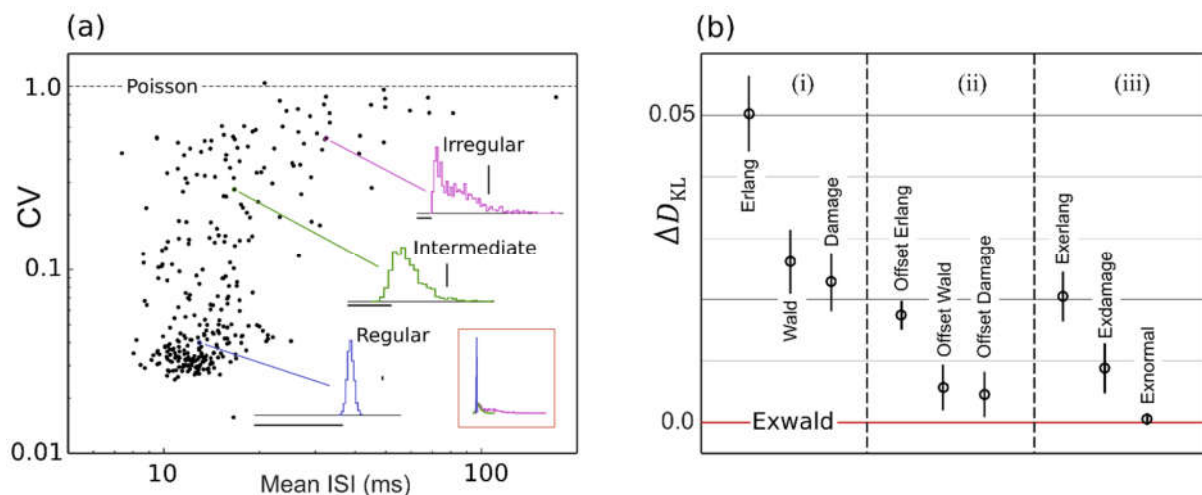 (a)
1.0
Poisson
Irregular
CV
Intermediate
0.1
Regular
0.01
10
100
Mean ISI (ms)
(b)
(i)
(ii)
(iii)
0.05
ΔD_KL
0.0
Erlang
Wald
Damage
Offset Erlang
Offset Wald
Offset Damage
Exerlang
Exdamage
Exnormal
Exwald